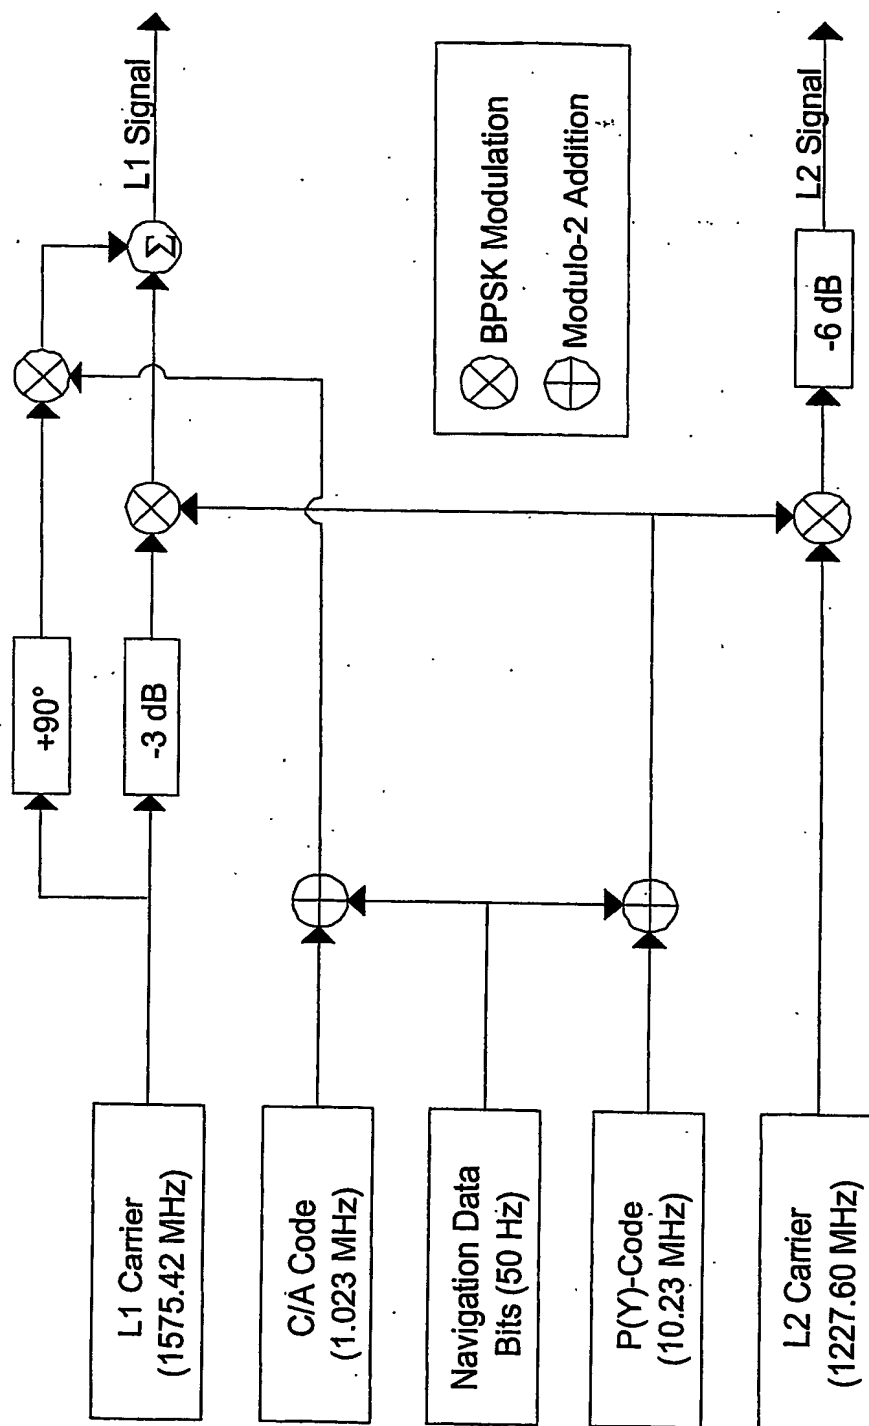 L1 Carrier
(1575.42 MHz)
C/A Code
(1.023 MHz)
Navigation Data
Bits (50 Hz)
P(Y)-Code
(10.23 MHz)
L2 Carrier
(1227.60 MHz)
+90°
-3 dB
Σ
L1 Signal
BPSK Modulation
Modulo-2 Addition
-6 dB
L2 Signal